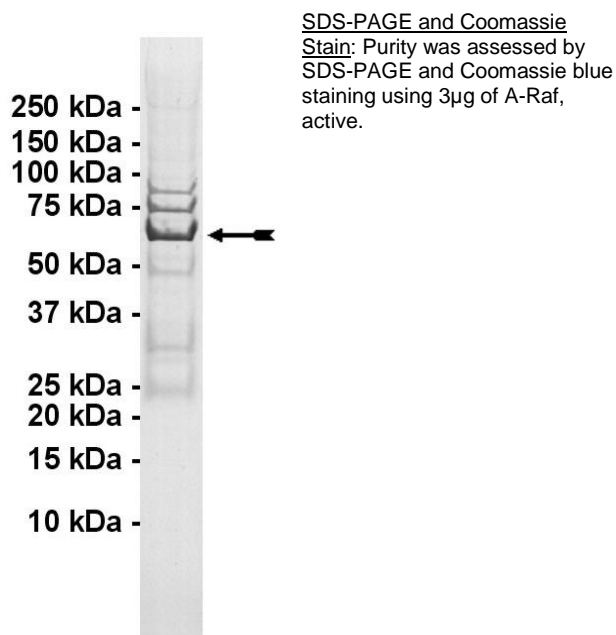 250 kDa -
150 kDa -
100 kDa -
75 kDa -
50 kDa -
37 kDa -
25 kDa -
20 kDa -
15 kDa -
10 kDa -
SDS-PAGE and Coomassie
Stain: Purity was assessed by
SDS-PAGE and Coomassie blue
staining using 3µg of A-Raf,
active.